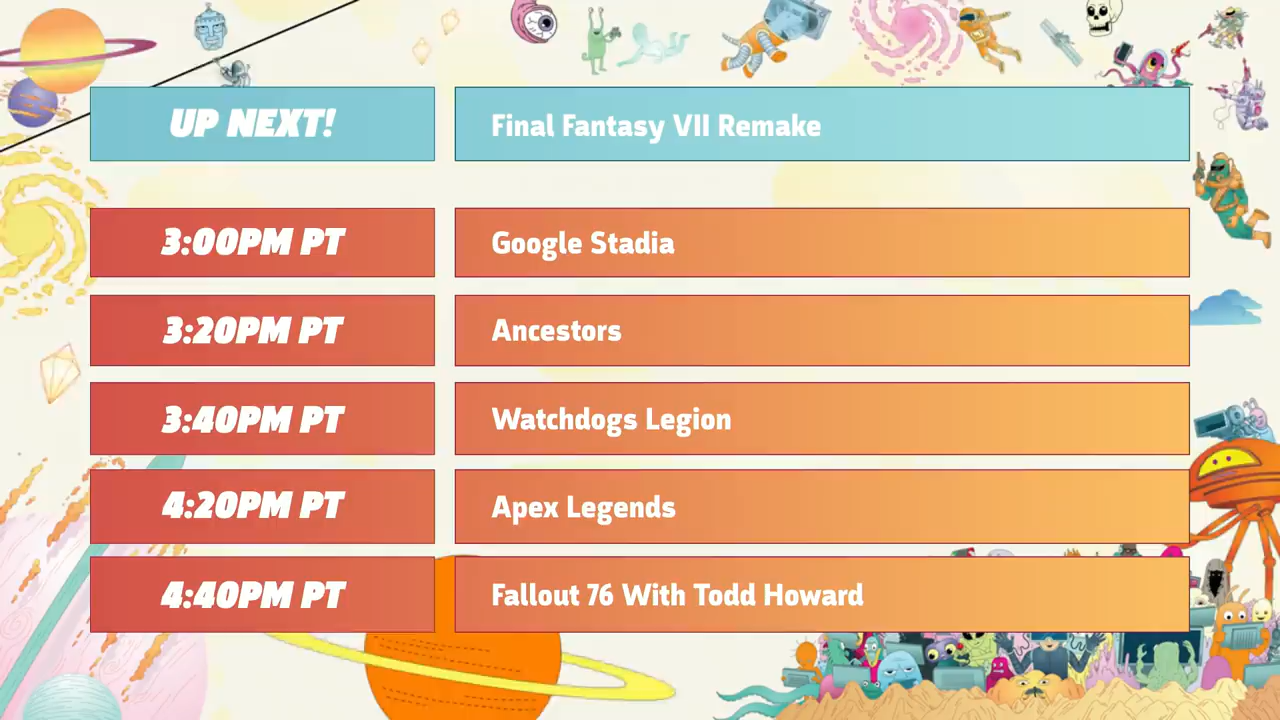 UP NEXT!
Final Fantasy VII Remake
3:00PM PT
Google Stadia
3:20PM PT
Ancestors
3:40PM PT
Watchdogs Legion
4:20PM PT
Apex Legends
4:40PM PT
Fallout 76 With Todd Howard